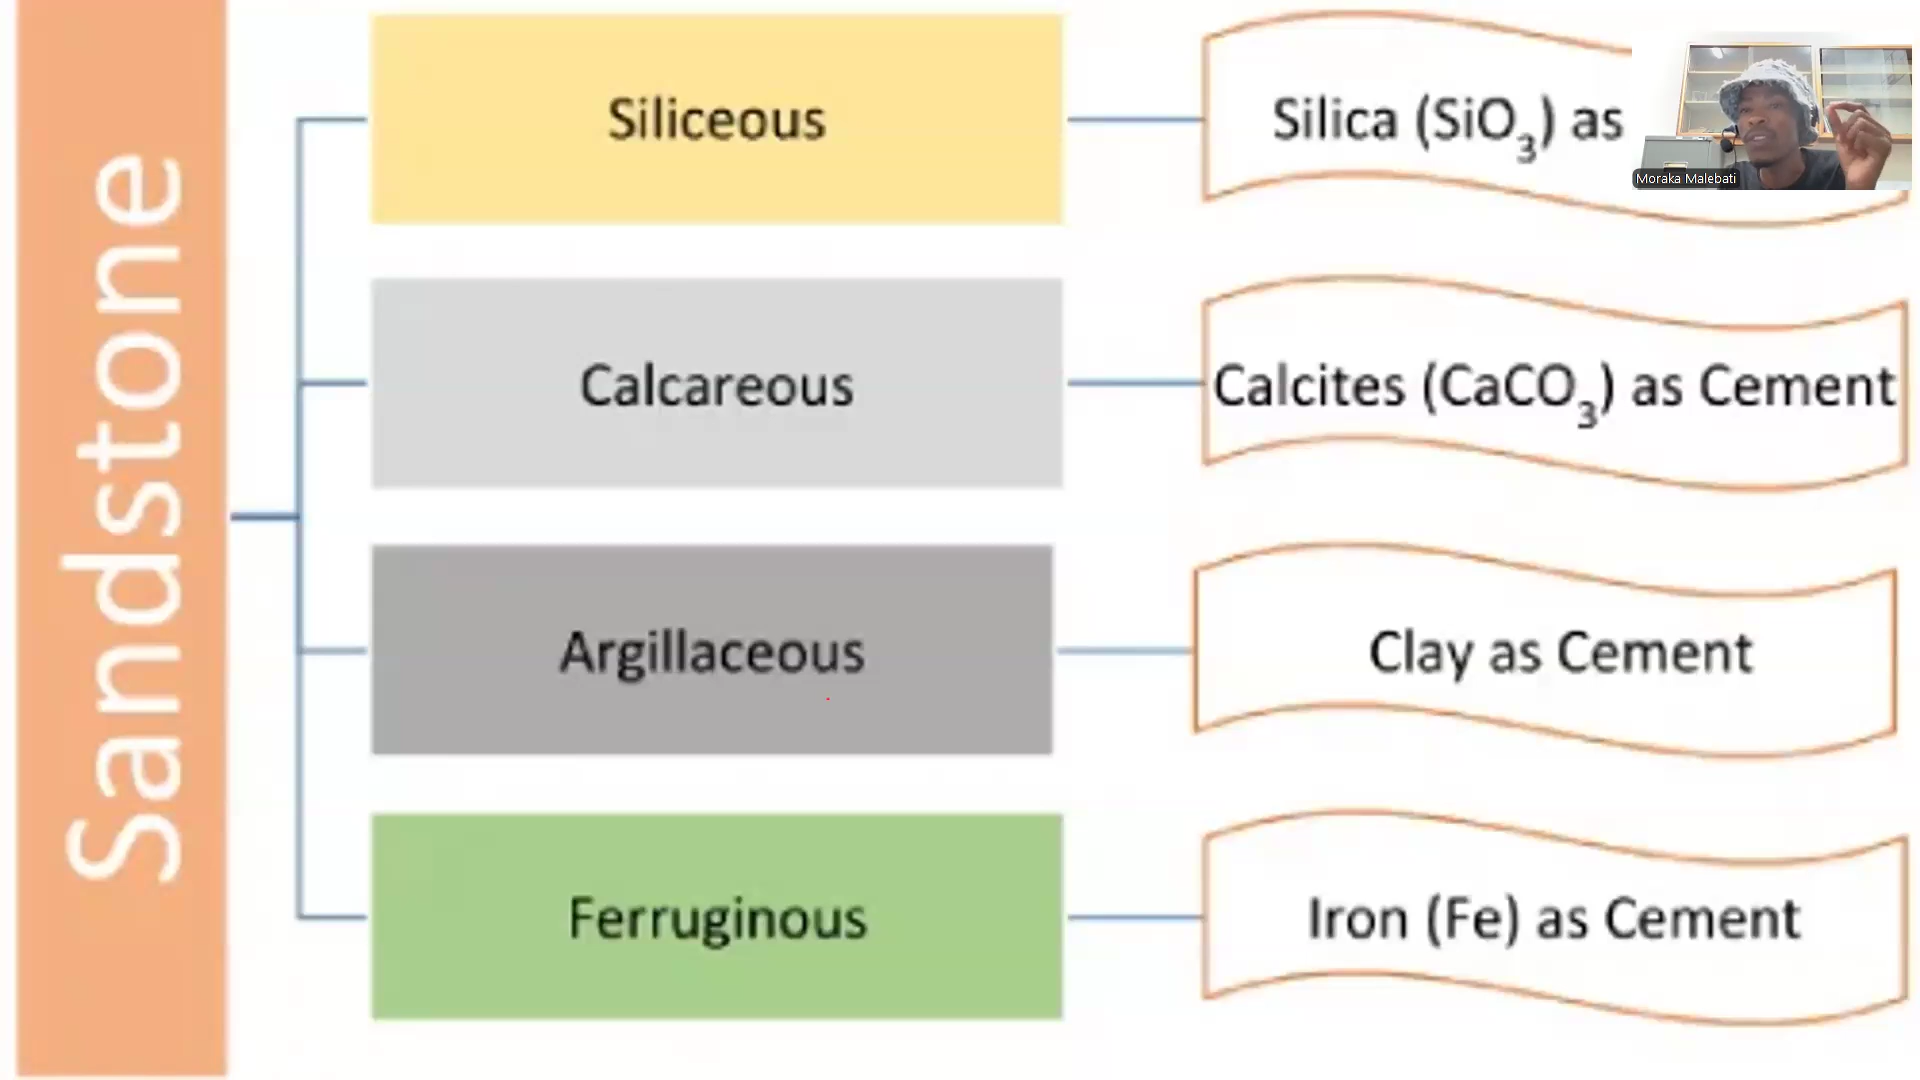 Sandstone
Siliceous
Silica (SiO₃) as
Moraka Malebati
Calcareous
Calcites (CaCO₃) as Cement
Argillaceous
Clay as Cement
Ferruginous
Iron (Fe) as Cement